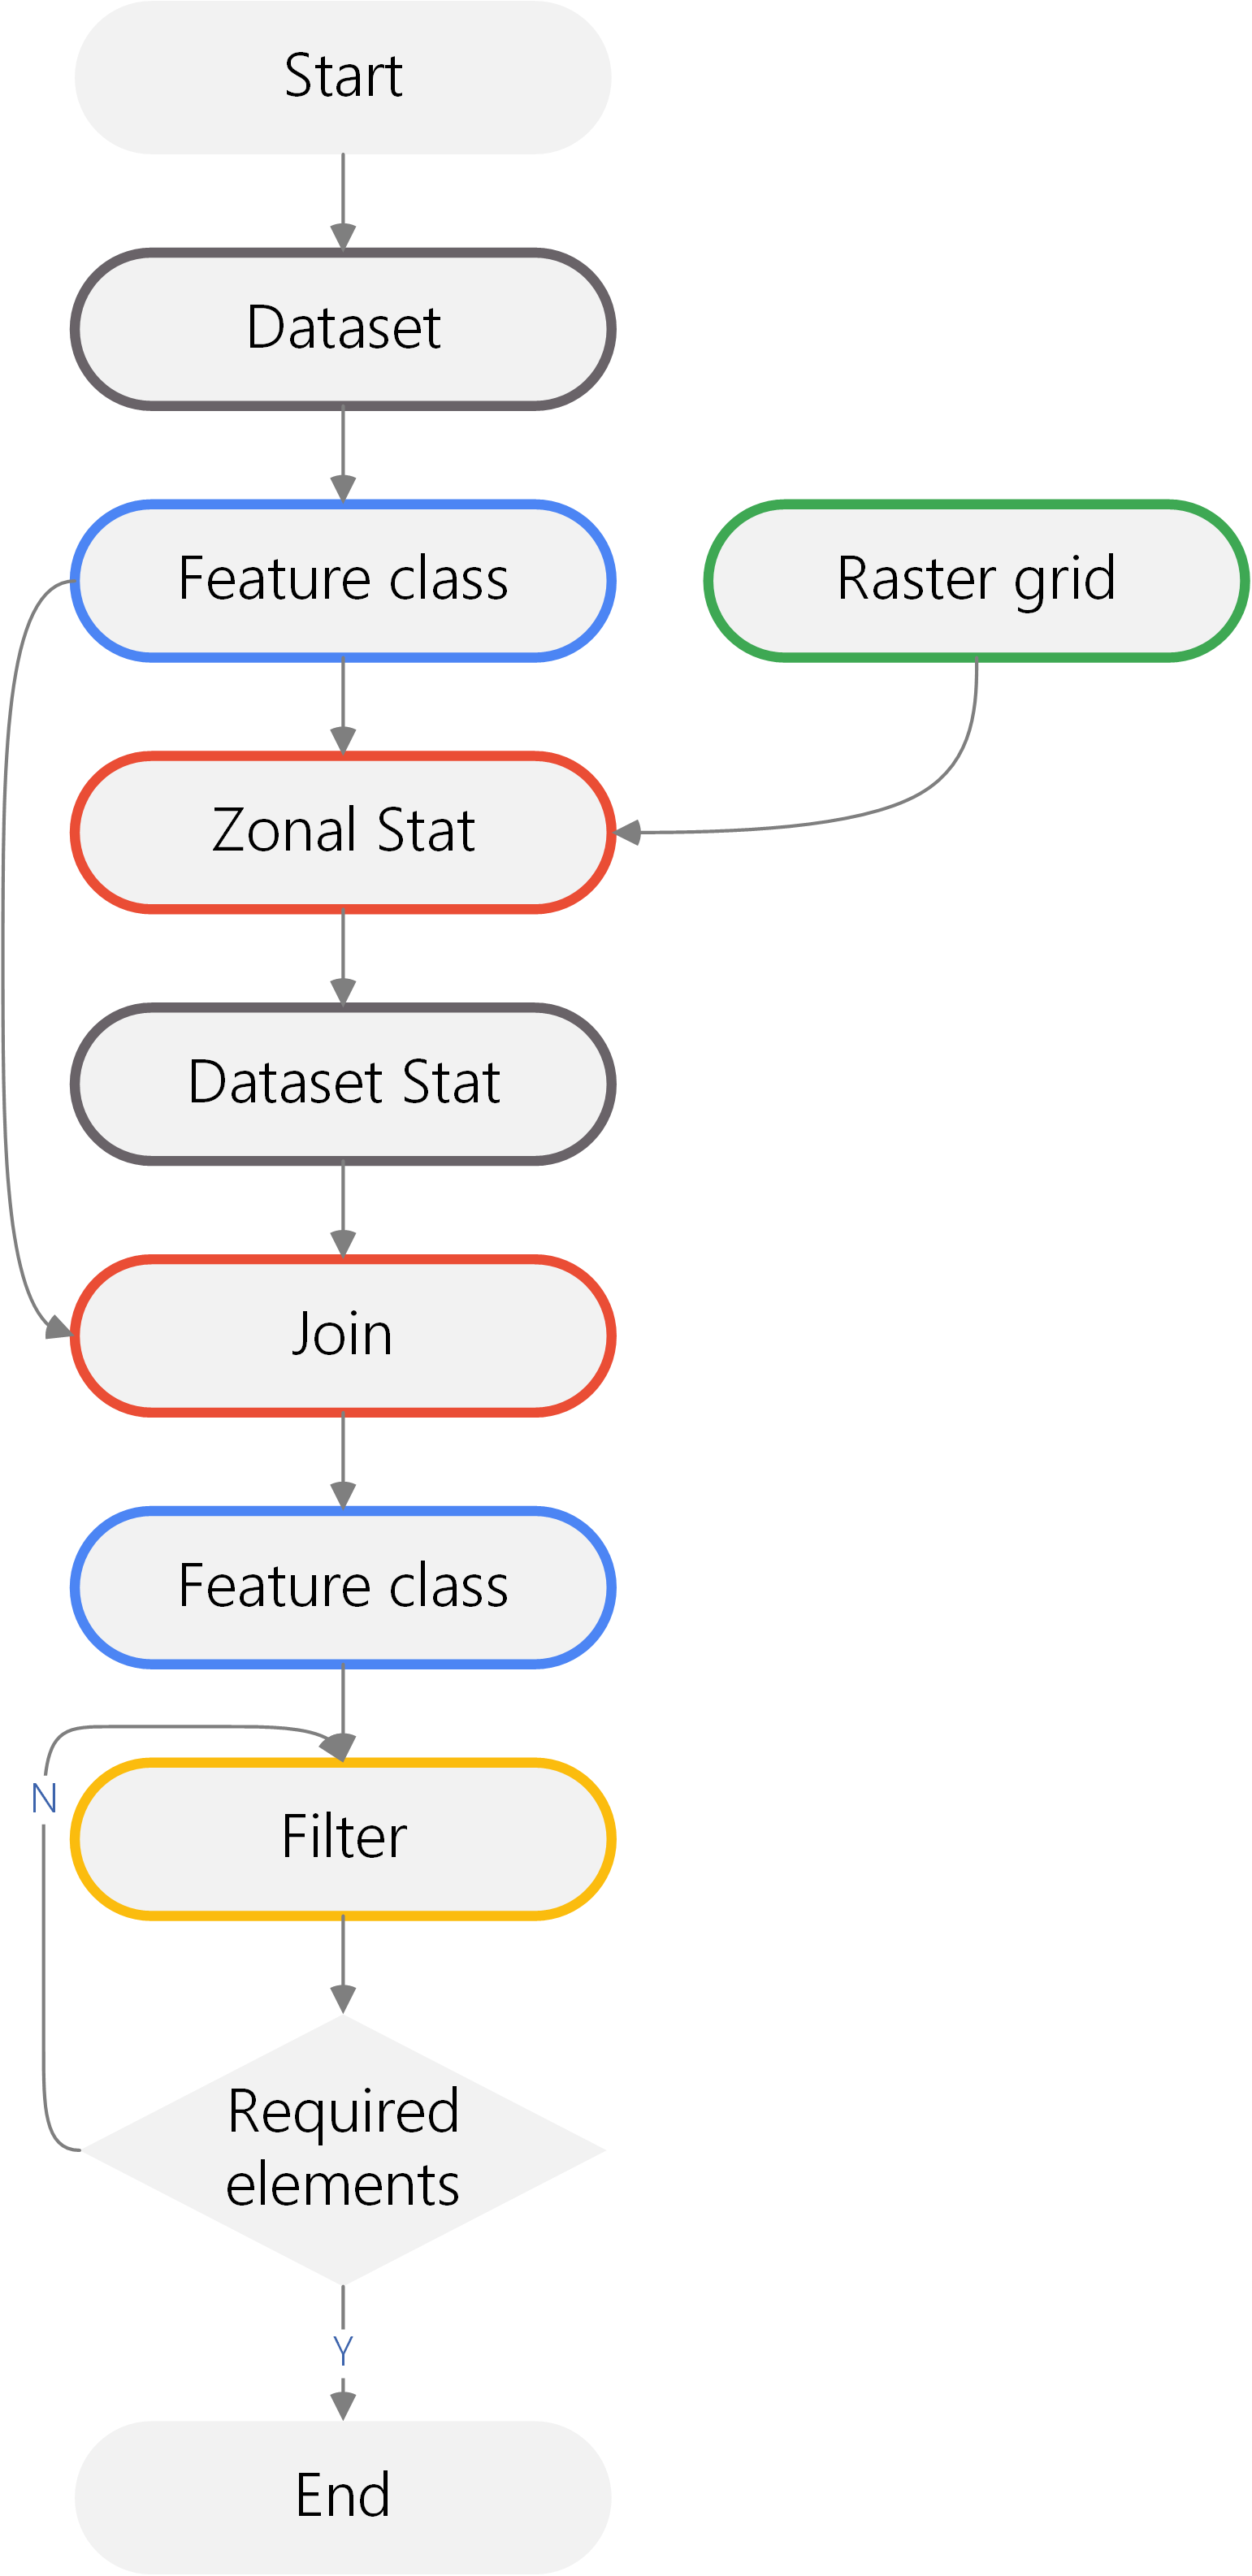 Start
Dataset
Feature class
Raster grid
Zonal Stat
Dataset Stat
Join
Feature class
N
Filter
Required
elements
Y
End